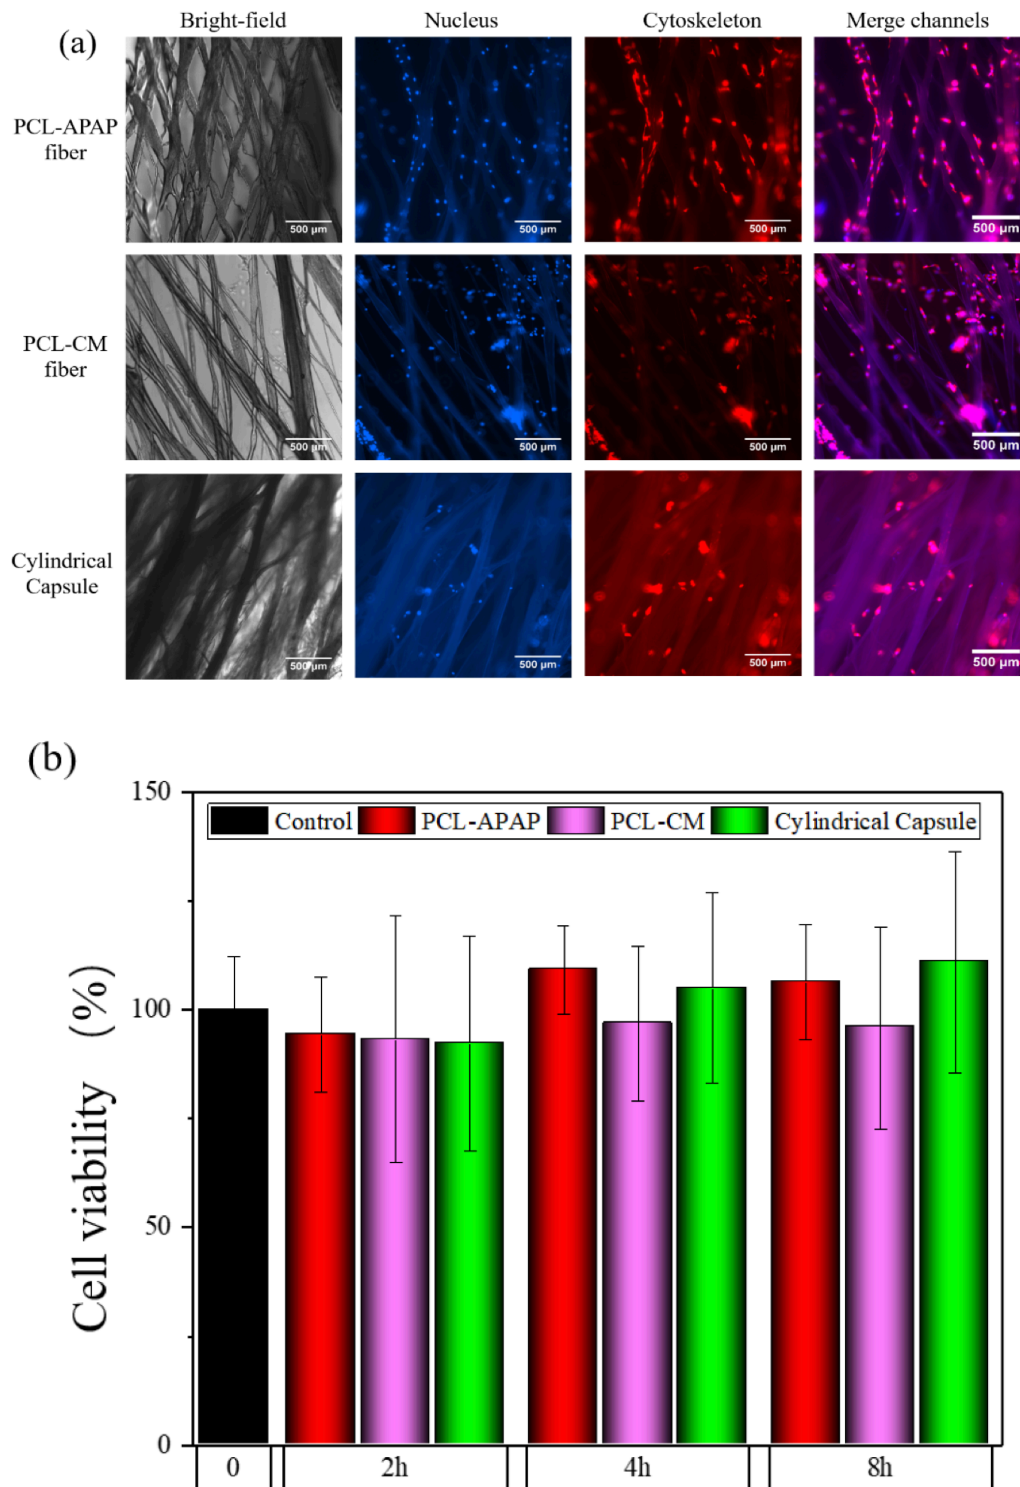 (a)
Bright-field Nucleus Cytoskeleton Merge channels
PCL-APAP
fiber
500 µm 500 µm 500 µm 500 µm
PCL-CM
fiber
500 µm 500 µm 500 µm 500 µm
Cylindrical
Capsule
500 µm 500 µm 500 µm 500 µm
(b)
150
Control PCL-APAP PCL-CM Cylindrical Capsule
Cell viability (%)
100
50
0
0 2h 4h 8h